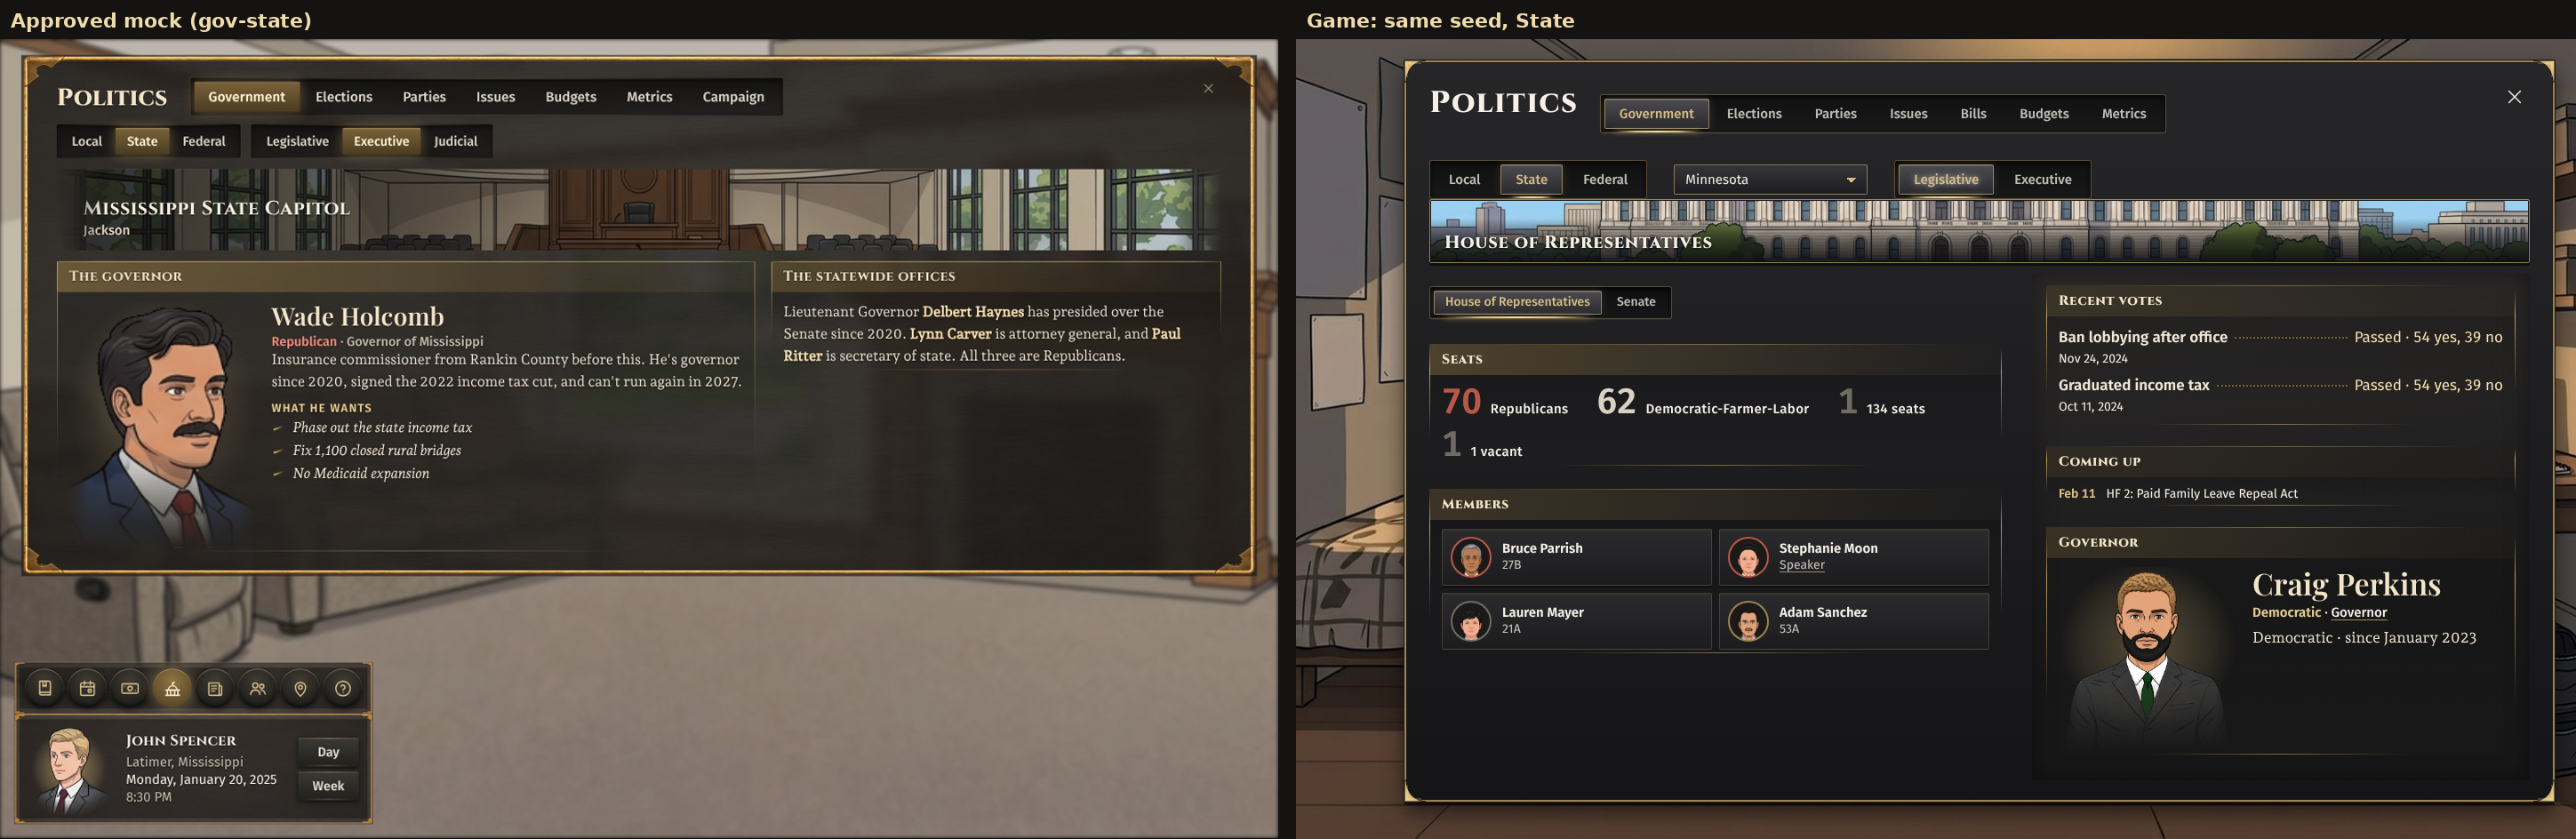 Approved mock (gov-state)
Politics
Government Elections Parties Issues Budgets Metrics Campaign
Local State Federal Legislative Executive Judicial
Mississippi State Capitol
Jackson
The Governor
Wade Holcomb
Republican · Governor of Mississippi
Insurance commissioner from Rankin County before this. He's governor
since 2020, signed the 2022 income tax cut, and can't run again in 2027.
WHAT HE WANTS
Phase out the state income tax
Fix 1,100 closed rural bridges
No Medicaid expansion
The statewide offices
Lieutenant Governor Delbert Haynes has presided over the
Senate since 2020. Lynn Carver is attorney general, and Paul
Ritter is secretary of state. All three are Republicans.
John Spencer
Latimer, Mississippi
Monday, January 20, 2025
8:30 PM
Day
Week
Game: same seed, State
Politics
Government Elections Parties Issues Bills Budgets Metrics
Local State Federal Minnesota Legislative Executive
House of Representatives
House of Representatives Senate
Seats
70 Republicans 62 Democratic-Farmer-Labor 1 134 seats
1 1 vacant
Members
Bruce Parrish
27B
Stephanie Moon
Speaker
Lauren Mayer
21A
Adam Sanchez
53A
Recent votes
Ban lobbying after office Passed · 54 yes, 39 no
Nov 24, 2024
Graduated income tax Passed · 54 yes, 39 no
Oct 11, 2024
Coming up
Feb 11 HF 2: Paid Family Leave Repeal Act
Governor
Craig Perkins
Democratic · Governor
Democratic · since January 2023